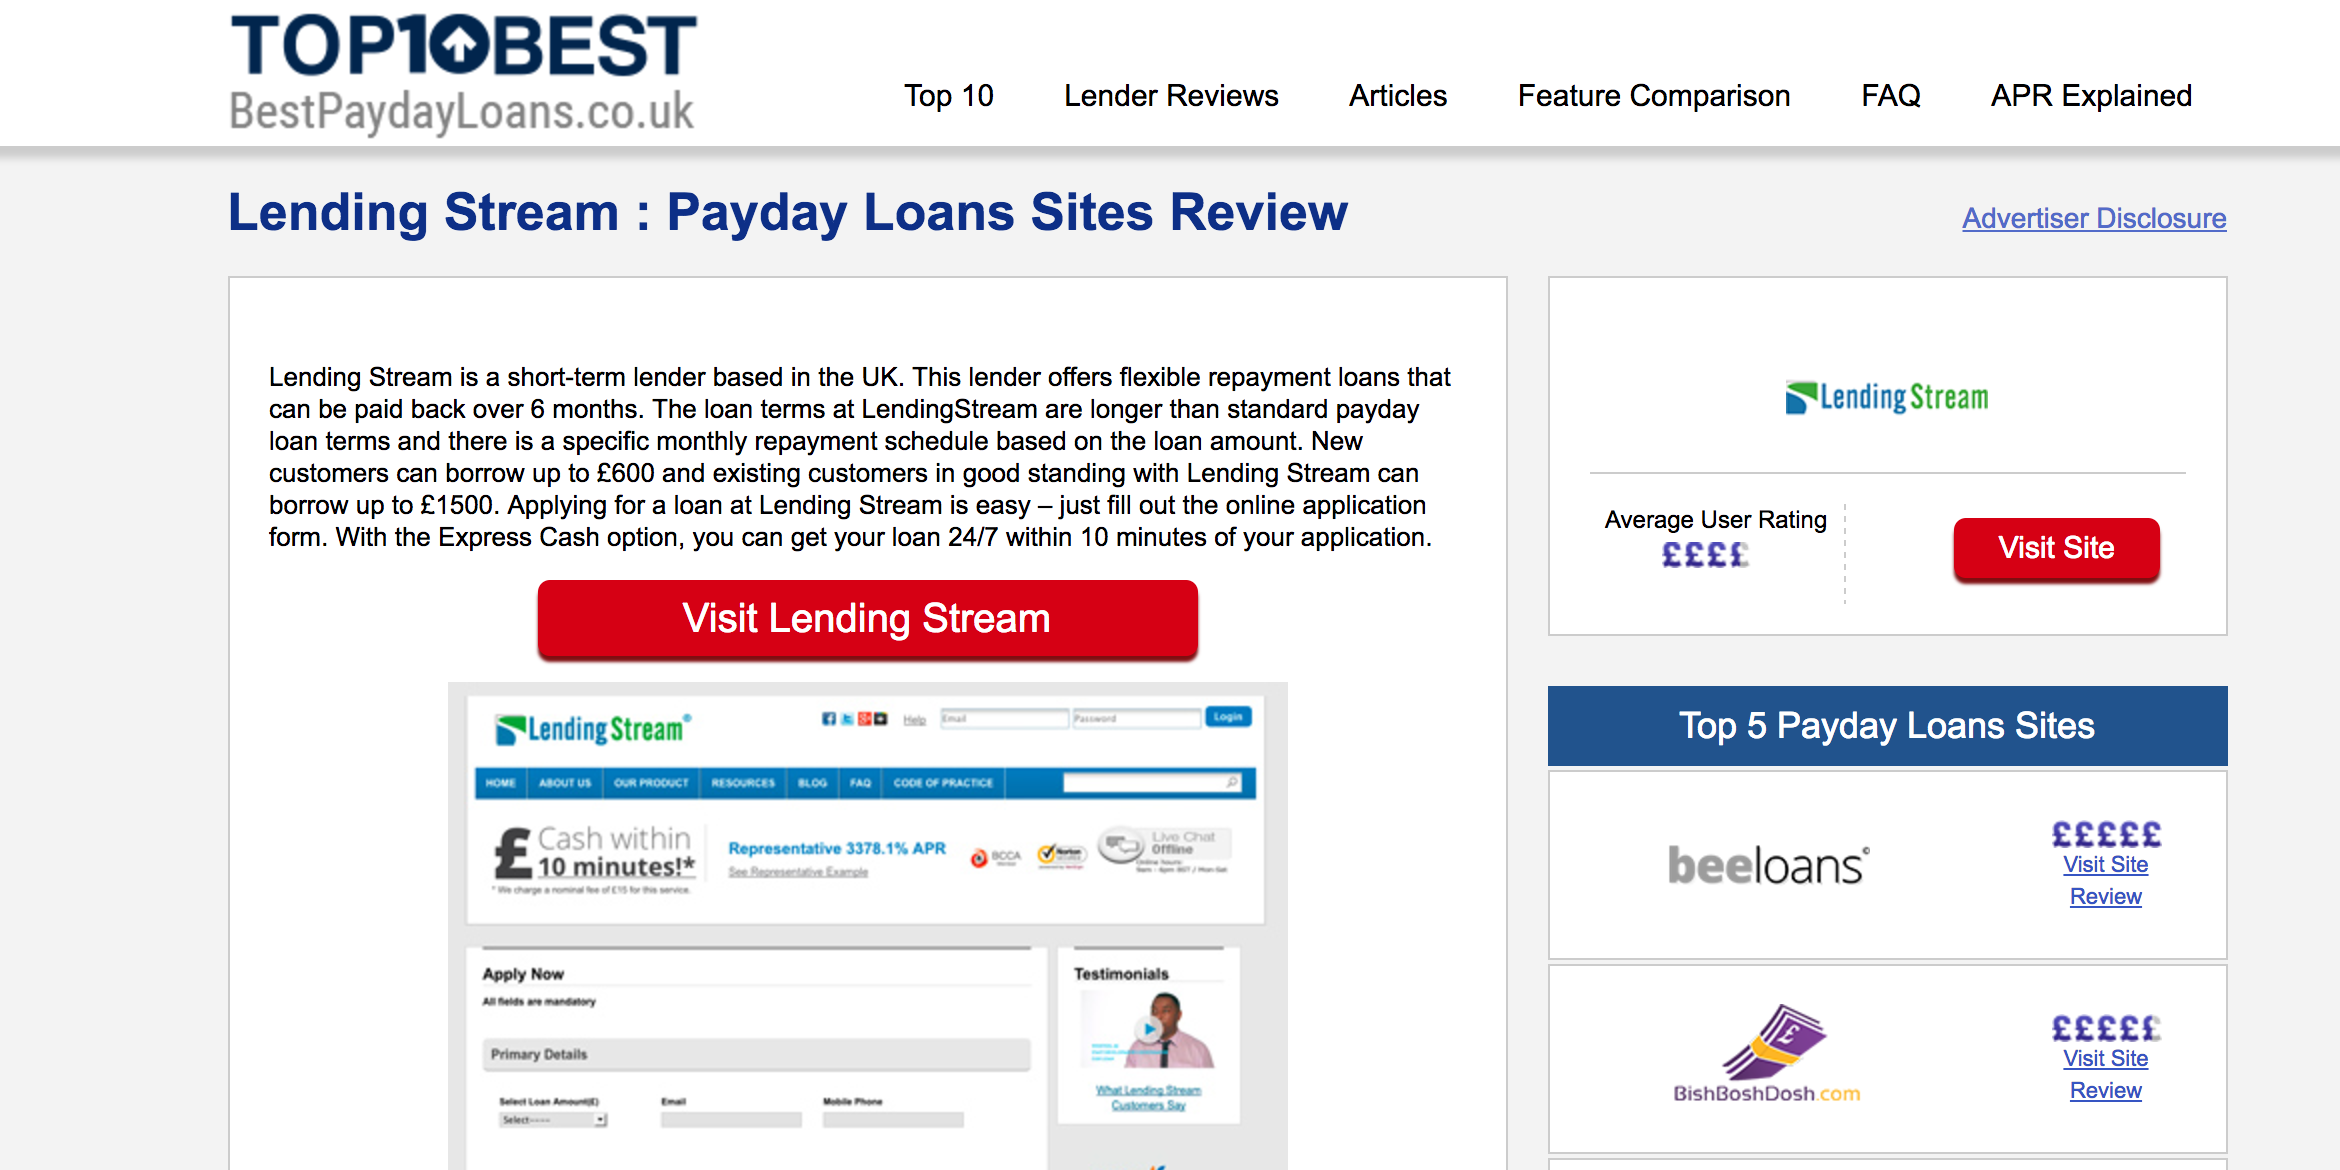 TOP10BEST
BestPaydayLoans.co.uk
Top 10 Lender Reviews Articles Feature Comparison FAQ APR Explained
Lending Stream : Payday Loans Sites Review
Advertiser Disclosure
Lending Stream is a short-term lender based in the UK. This lender offers flexible repayment loans that
can be paid back over 6 months. The loan terms at LendingStream are longer than standard payday
loan terms and there is a specific monthly repayment schedule based on the loan amount. New
customers can borrow up to £600 and existing customers in good standing with Lending Stream can
borrow up to £1500. Applying for a loan at Lending Stream is easy – just fill out the online application
form. With the Express Cash option, you can get your loan 24/7 within 10 minutes of your application.
Visit Lending Stream
LendingStream®
Help Email Password Login
HOME ABOUT US OUR PRODUCT RESOURCES BLOG FAQ CODE OF PRACTICE
£ Cash within
10 minutes!*
* We charge a nominal fee of £15 for this service.
Representative 3378.1% APR
See Representative Example
BCCA
Norton
Live Chat
Offline
Online hours:
Apply Now
All fields are mandatory
Primary Details
Select Loan Amount(£) Email Mobile Phone
Select-----
Testimonials
What Lending Stream
Customers Say
LendingStream
Average User Rating
££££
Visit Site
Top 5 Payday Loans Sites
beeloans©
£££££
Visit Site
Review
BishBoshDosh.com
£££££
Visit Site
Review